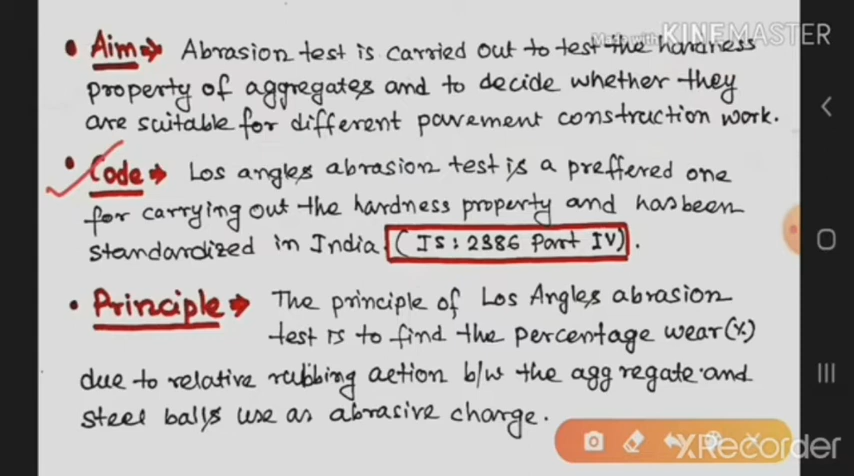 Made with KINEMASTER
• Aim → Abrasion test is carried out to test the hardness
property of aggregates and to decide whether they
are suitable for different pavement construction work.
• Code → Los angles abrasion test is a preffered one
for carrying out the hardness property and has been
standardized in India (IS: 2386 Part IV).
• Principle → The principle of Los Angles abrasion
test is to find the percentage wear (%)
due to relative rubbing action b/w the aggregate and
steel balls use as abrasive charge.
XRecorder